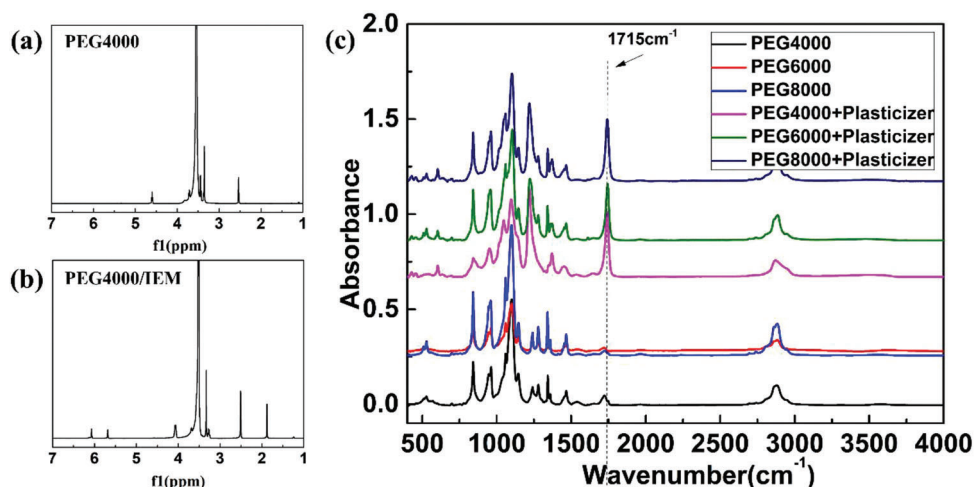 (a)
PEG4000
7 6 5 4 3 2 1
f1(ppm)
(b)
PEG4000/IEM
7 6 5 4 3 2 1
f1(ppm)
(c)
1715cm⁻¹
PEG4000
PEG6000
PEG8000
PEG4000+Plasticizer
PEG6000+Plasticizer
PEG8000+Plasticizer
Absorbance
2.0
1.5
1.0
0.5
0.0
500 1000 1500 2000 2500 3000 3500 4000
Wavenumber(cm⁻¹)